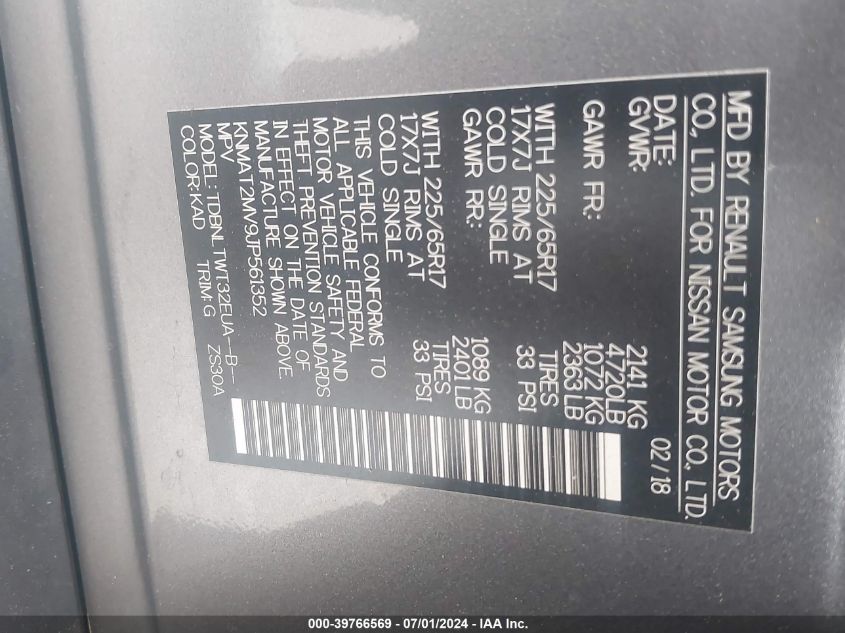 MFD BY RENAULT SAMSUNG MOTORS
CO., LTD. FOR NISSAN MOTOR CO., LTD.
DATE: 02/18
GVWR: 2141 KG
4720LB
GAWR FR: 1072 KG
2363 LB
WITH 225/65R17 TIRES
17X7J RIMS AT 33 PSI
COLD SINGLE
GAWR RR: 1089 KG
2401 LB
WITH 225/65R17 TIRES
17X7J RIMS AT 33 PSI
COLD SINGLE
THIS VEHICLE CONFORMS TO
ALL APPLICABLE FEDERAL
MOTOR VEHICLE SAFETY AND
THEFT PREVENTION STANDARDS
IN EFFECT ON THE DATE OF
MANUFACTURE SHOWN ABOVE.
KNMAT2MV9JP561352
MPV
MODEL: TDBNLTWT32EUA--B--
COLOR:KAD TRIM:G ZS30A
000-39766569 - 07/01/2024 - IAA Inc.